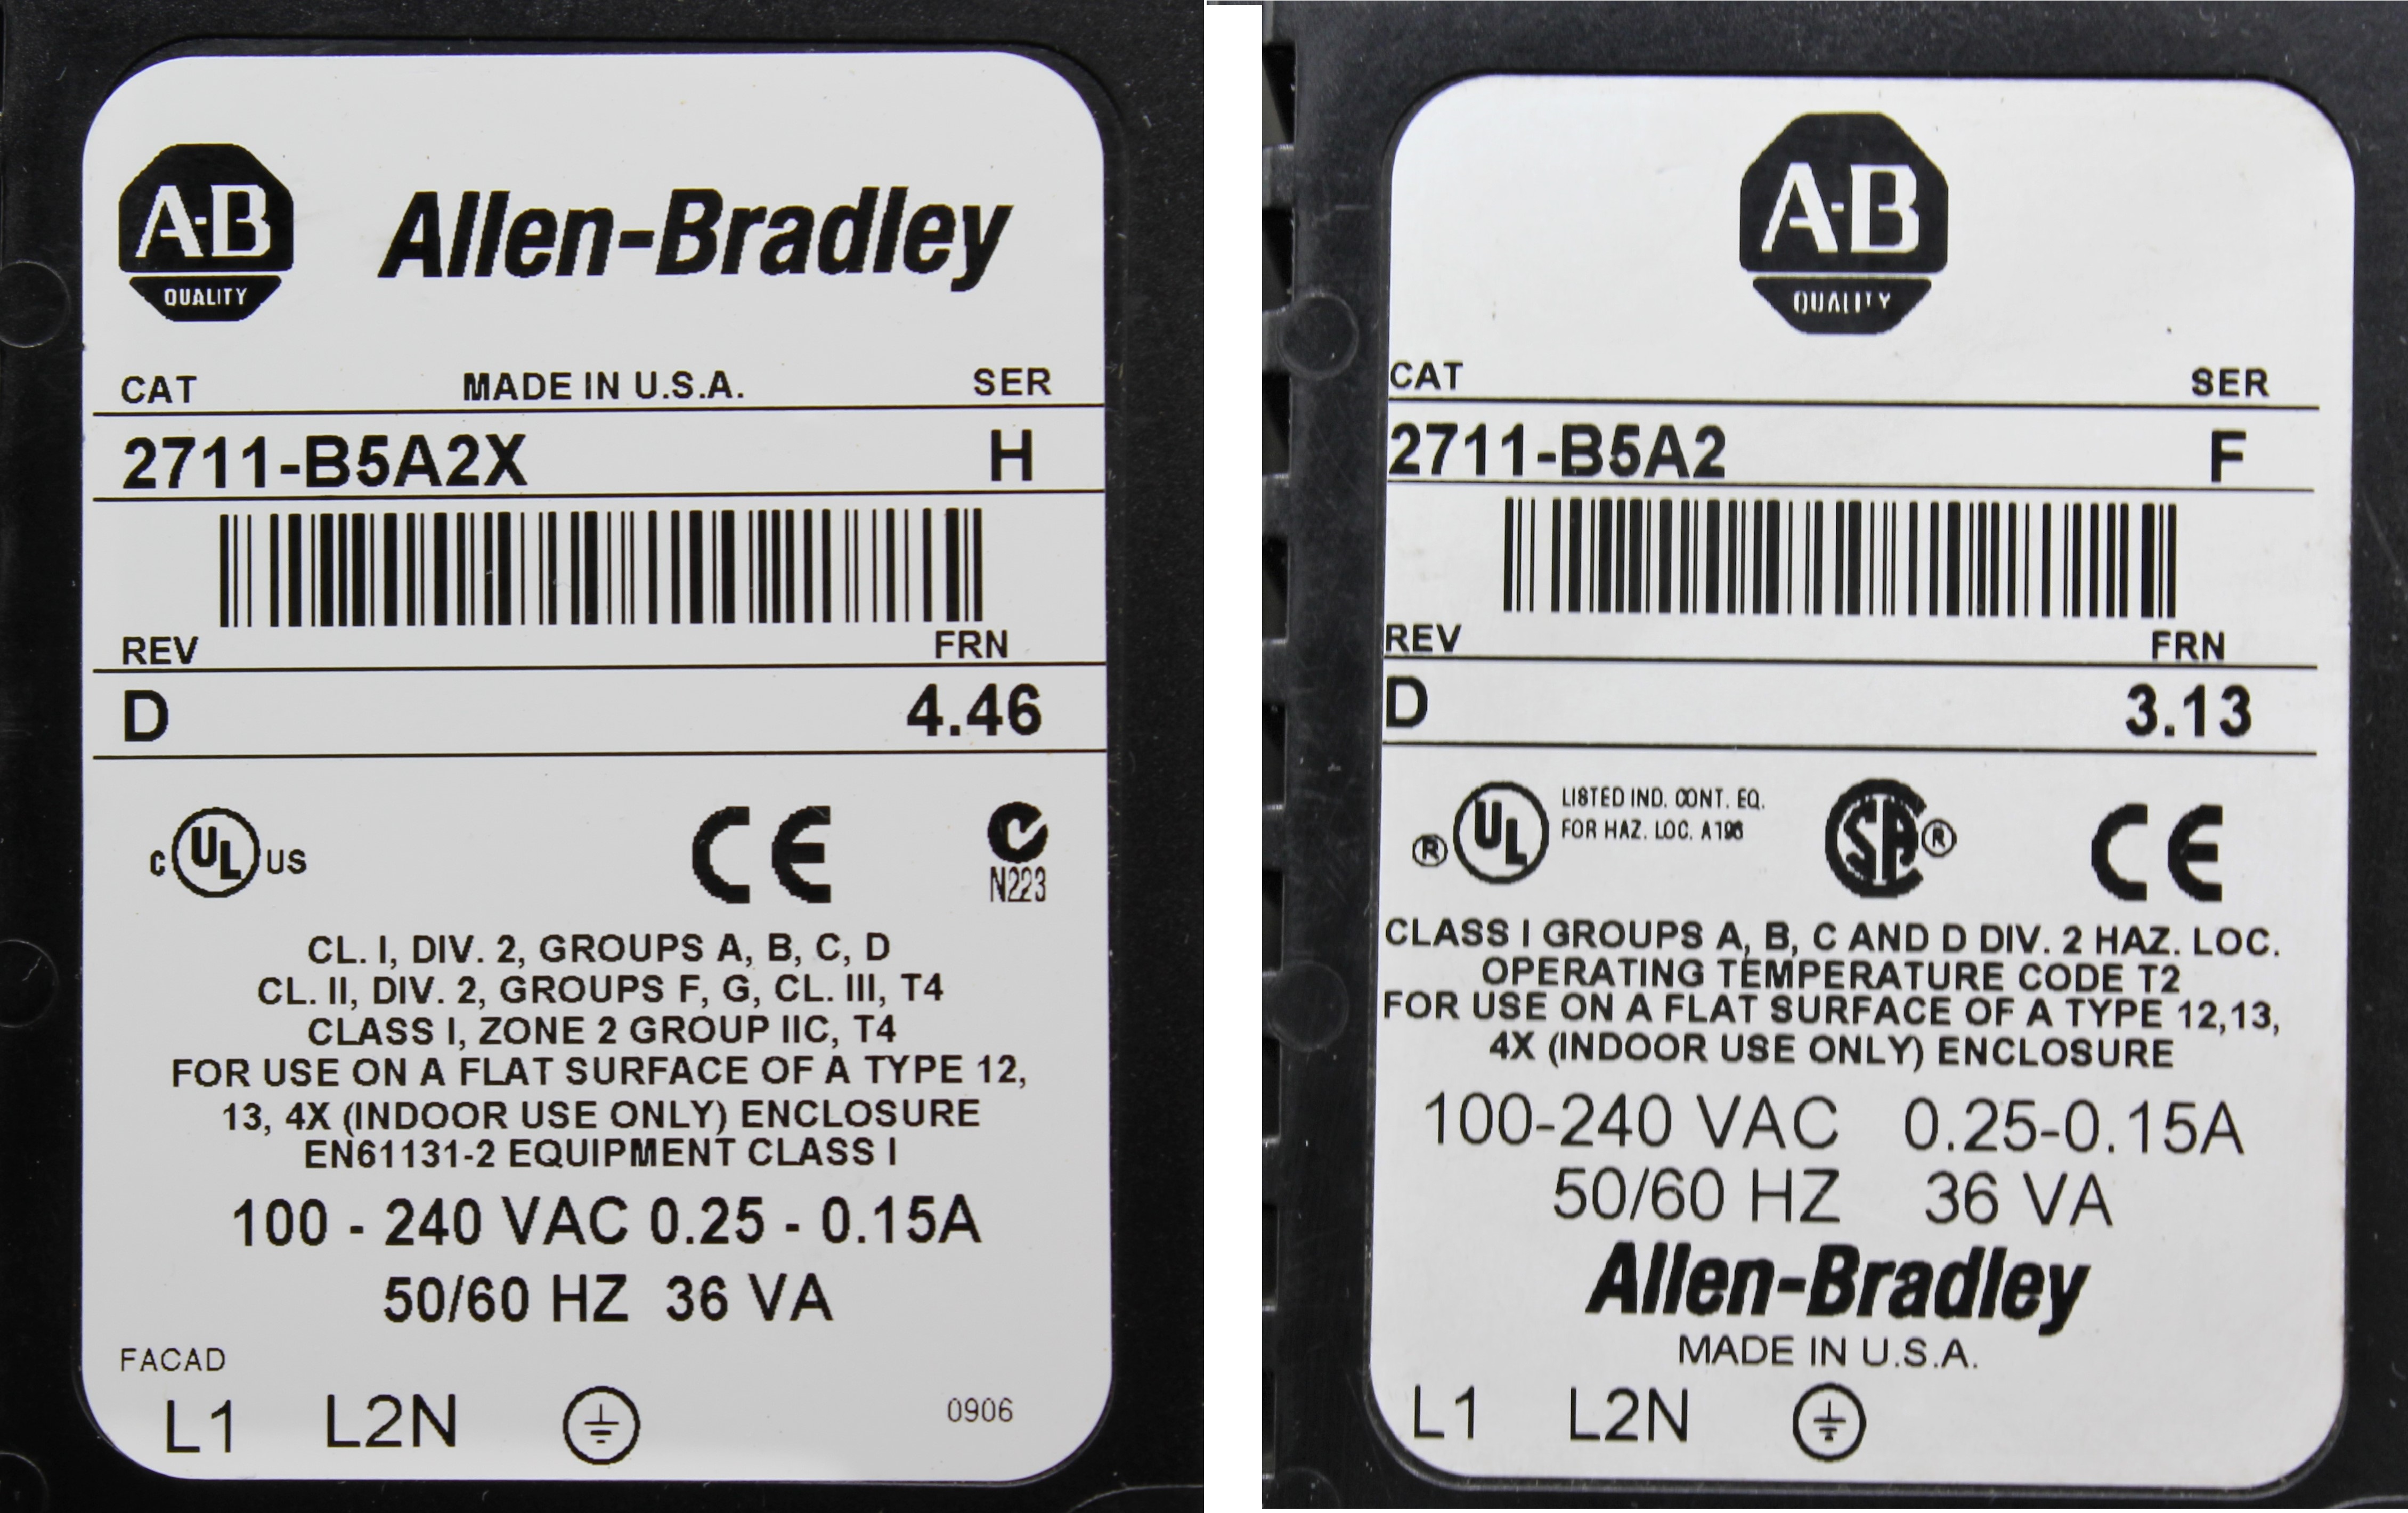 A-B
QUALITY
Allen-Bradley
CAT MADE IN U.S.A. SER
2711-B5A2X H
REV FRN
D 4.46
C UL US CE N223
CL. I, DIV. 2, GROUPS A, B, C, D
CL. II, DIV. 2, GROUPS F, G, CL. III, T4
CLASS I, ZONE 2 GROUP IIC, T4
FOR USE ON A FLAT SURFACE OF A TYPE 12,
13, 4X (INDOOR USE ONLY) ENCLOSURE
EN61131-2 EQUIPMENT CLASS I
100 - 240 VAC 0.25 - 0.15A
50/60 HZ 36 VA
FACAD
L1 L2N 0906
A-B
QUALITY
CAT SER
2711-B5A2 F
REV FRN
D 3.13
® UL LISTED IND. CONT. EQ.
FOR HAZ. LOC. A196
SA ® CE
CLASS I GROUPS A, B, C AND D DIV. 2 HAZ. LOC.
OPERATING TEMPERATURE CODE T2
FOR USE ON A FLAT SURFACE OF A TYPE 12,13,
4X (INDOOR USE ONLY) ENCLOSURE
100-240 VAC 0.25-0.15A
50/60 HZ 36 VA
Allen-Bradley
MADE IN U.S.A.
L1 L2N